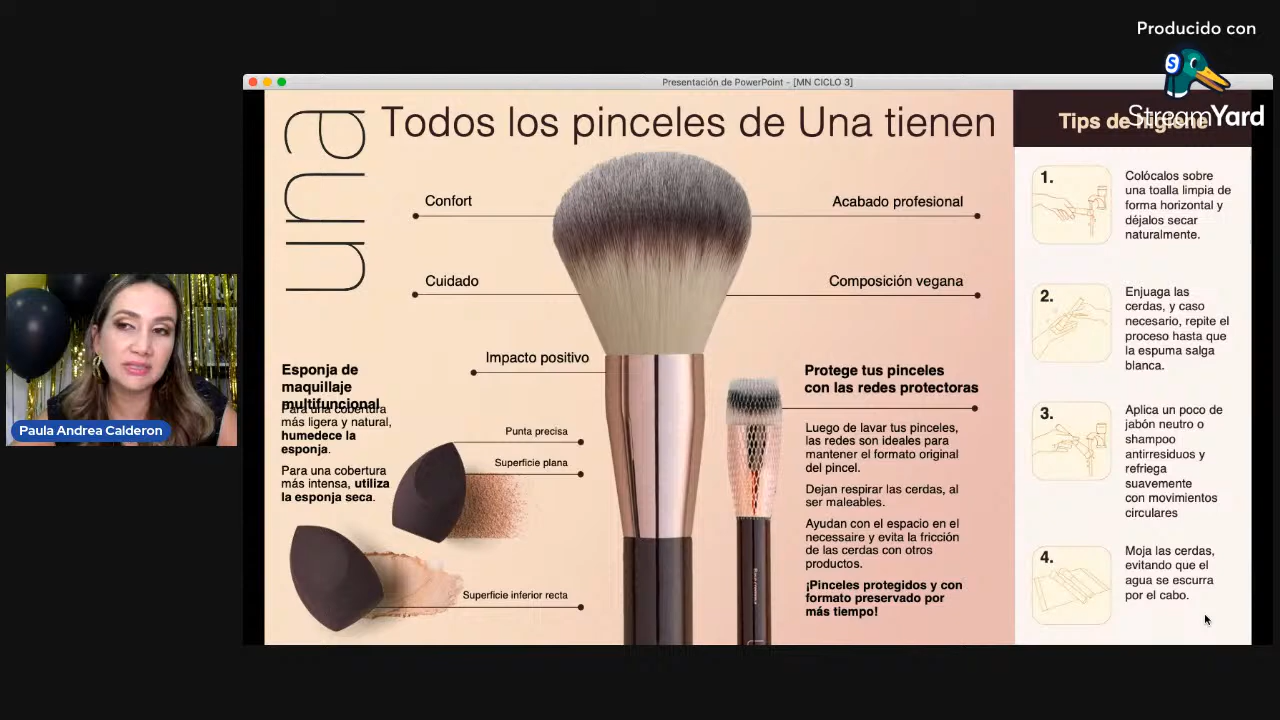 Producido con
StreamYard
Presentación de PowerPoint - [MN CICLO 3]
una
Todos los pinceles de Una tienen
Confort
Acabado profesional
Cuidado
Composición vegana
Impacto positivo
Esponja de
maquillaje
multifuncional
Para una cobertura
más ligera y natural,
humedece la
esponja.
Para una cobertura
más intensa, utiliza
la esponja seca.
Punta precisa
Superficie plana
Superficie inferior recta
Protege tus pinceles
con las redes protectoras
Luego de lavar tus pinceles,
las redes son ideales para
mantener el formato original
del pincel.
Dejan respirar las cerdas, al
ser maleables.
Ayudan con el espacio en el
necessaire y evita la fricción
de las cerdas con otros
productos.
¡Pinceles protegidos y con
formato preservado por
más tiempo!
Tips de higiene
1.
Colócalos sobre
una toalla limpia de
forma horizontal y
déjalos secar
naturalmente.
2.
Enjuaga las
cerdas, y caso
necesario, repite el
proceso hasta que
la espuma salga
blanca.
3.
Aplica un poco de
jabón neutro o
shampoo
antirresiduos y
refriega
suavemente
con movimientos
circulares
4.
Moja las cerdas,
evitando que el
agua se escurra
por el cabo.
Paula Andrea Calderon